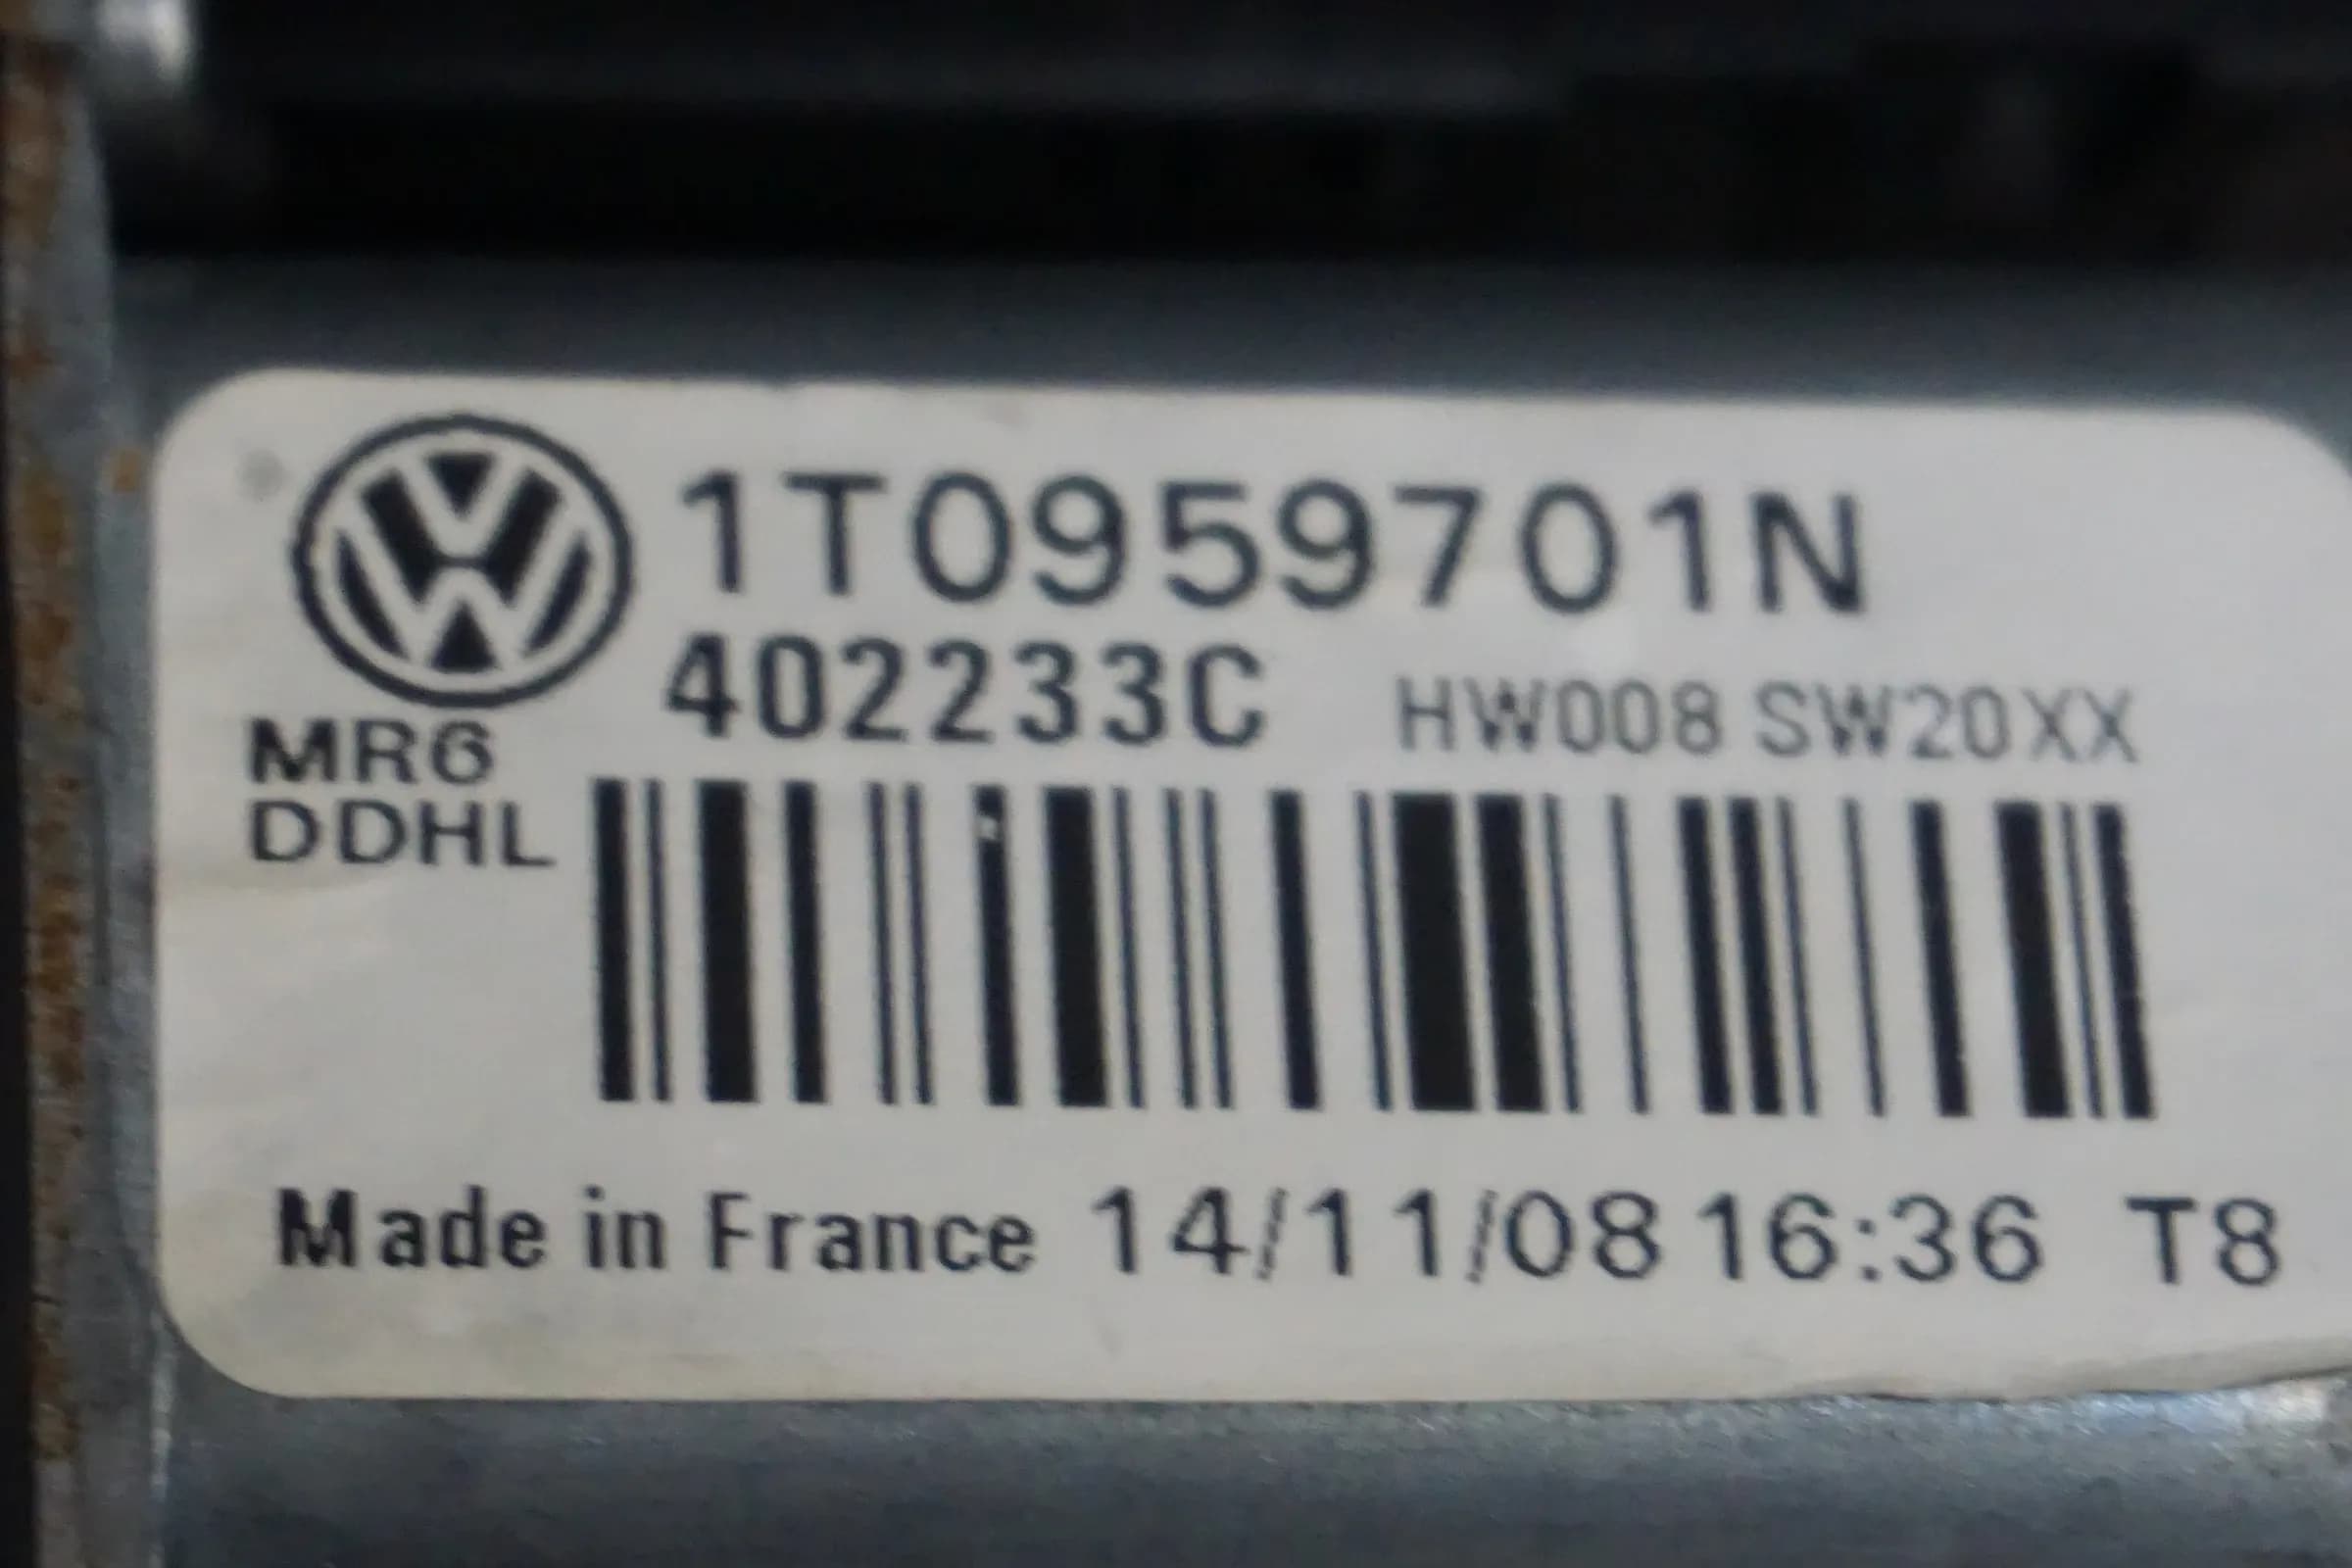 1T0959701N
402233C HW008 SW20XX
MR6
DDHL
Made in France 14/11/08 16:36 T8